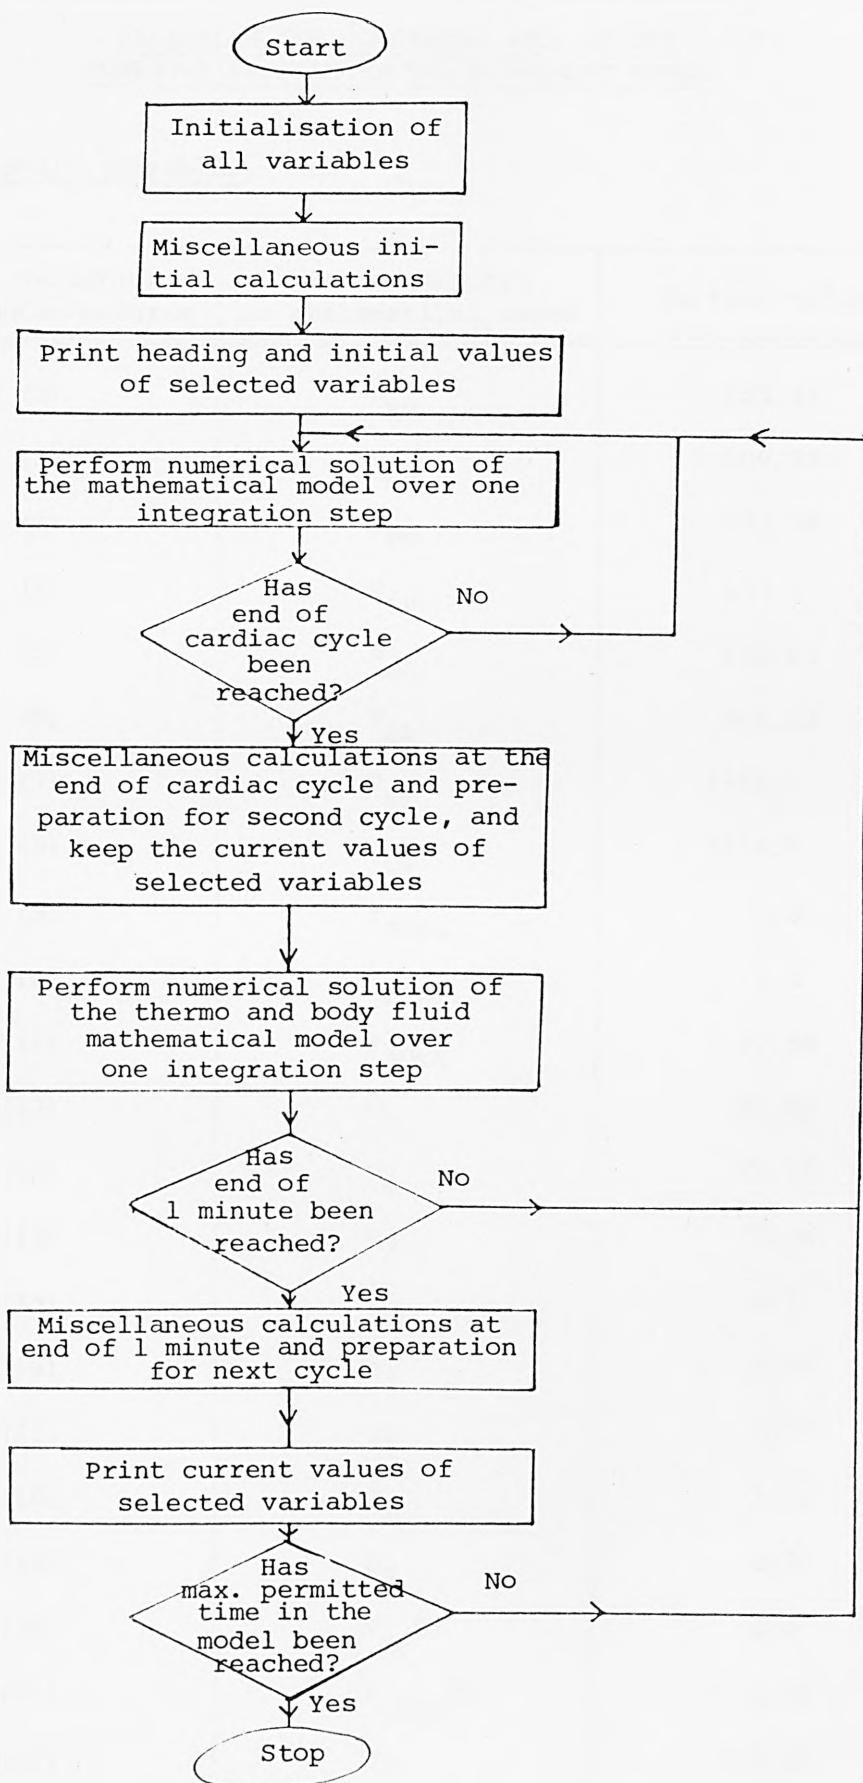 Start
Initialisation of
all variables
Miscellaneous ini-
tial calculations
Print heading and initial values
of selected variables
Perform numerical solution of
the mathematical model over one
integration step
Has
end of
cardiac cycle
been
reached?
No
Yes
Miscellaneous calculations at the
end of cardiac cycle and pre-
paration for second cycle, and
keep the current values of
selected variables
Perform numerical solution of
the thermo and body fluid
mathematical model over
one integration step
Has
end of
1 minute been
reached?
No
Yes
Miscellaneous calculations at
end of 1 minute and preparation
for next cycle
Print current values of
selected variables
Has
max. permitted
time in the
model been
reached?
No
Yes
Stop